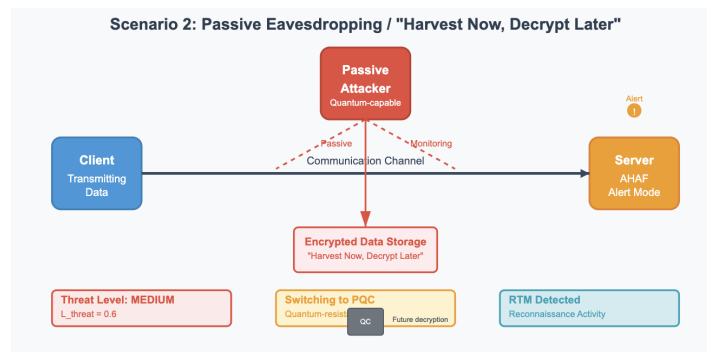 Scenario 2: Passive Eavesdropping / "Harvest Now, Decrypt Later"
Passive
Attacker
Quantum-capable
Alert
!
Passive
Monitoring
Communication Channel
Client
Transmitting
Data
Server
AHAF
Alert Mode
Encrypted Data Storage
"Harvest Now, Decrypt Later"
Threat Level: MEDIUM
L_threat = 0.6
Switching to PQC
Quantum-resist
QC
Future decryption
RTM Detected
Reconnaissance Activity